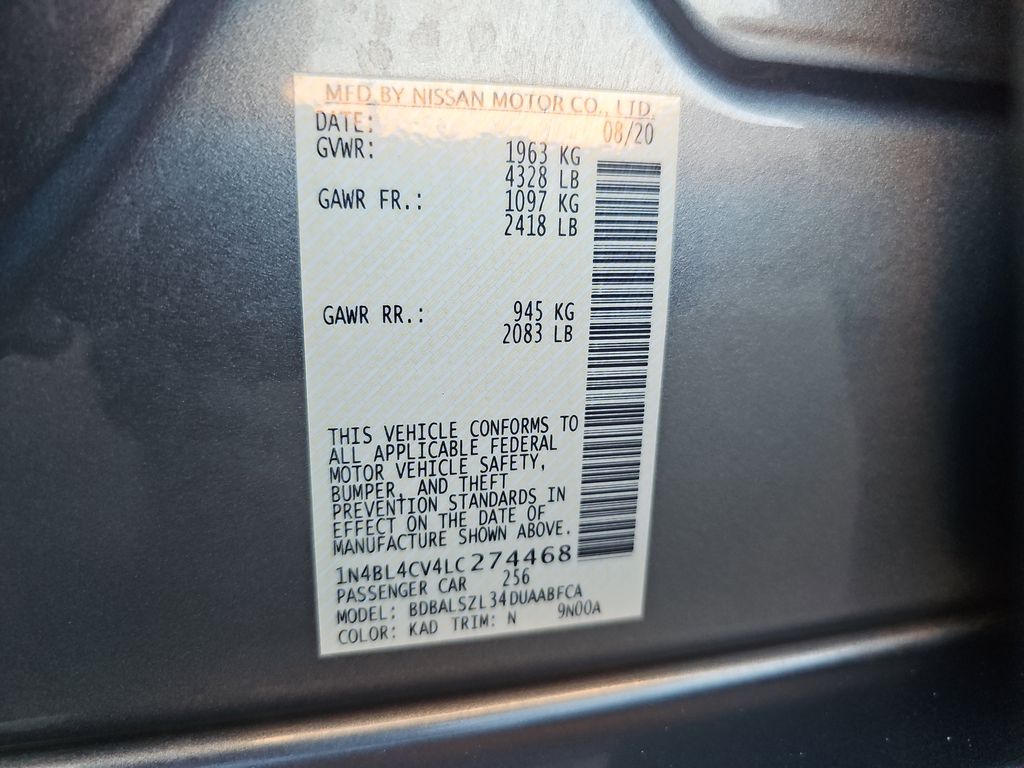 MFD BY NISSAN MOTOR CO., LTD.
DATE: 08/20
GVWR: 1963 KG
4328 LB
GAWR FR.: 1097 KG
2418 LB
GAWR RR.: 945 KG
2083 LB
THIS VEHICLE CONFORMS TO
ALL APPLICABLE FEDERAL
MOTOR VEHICLE SAFETY,
BUMPER, AND THEFT
PREVENTION STANDARDS IN
EFFECT ON THE DATE OF
MANUFACTURE SHOWN ABOVE.
1N4BL4CV4LC274468
PASSENGER CAR 256
MODEL: BDBALSZL34DUAABFCA
COLOR: KAD TRIM: N 9N00A